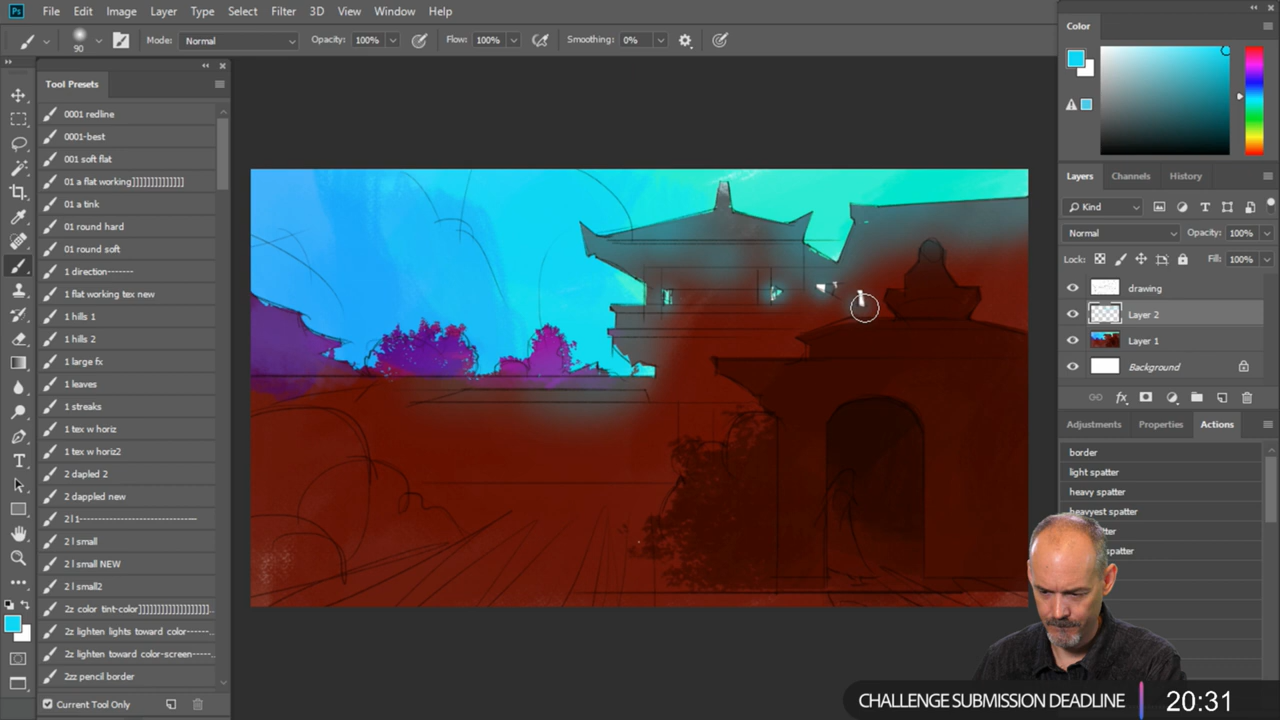 Ps File Edit Image Layer Type Select Filter 3D View Window Help
90 Mode: Normal Opacity: 100% Flow: 100% Smoothing: 0%
Tool Presets
0001 redline
0001-best
001 soft flat
01 a flat working]]]]]]]]]]]]]]]
01 a tink
01 round hard
01 round soft
1 direction-------
1 flat working tex new
1 hills 1
1 hills 2
1 large fx
1 leaves
1 streaks
1 tex w horiz
1 tex w horiz2
2 dapled 2
2 dappled new
2 l 1------------------------------
2 l small
2 l small NEW
2 l small2
2z color tint-color]]]]]]]]]]]]]]]]]]]]..
2z lighten lights toward color------..
2z lighten toward color-screen-----..
2zz pencil border
Current Tool Only
Color
Layers Channels History
Kind
Normal Opacity: 100%
Lock: Fill: 100%
drawing
Layer 2
Layer 1
Background
Adjustments Properties Actions
border
light spatter
heavy spatter
heavyest spatter
CHALLENGE SUBMISSION DEADLINE 20:31